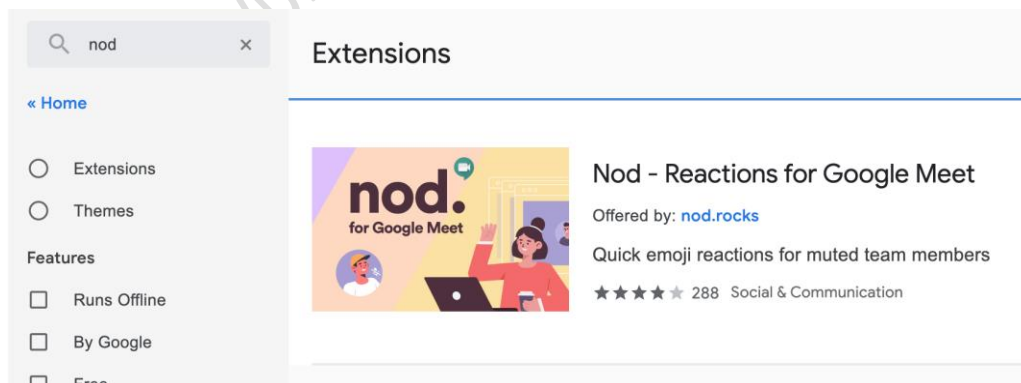 nod
Extensions
« Home
Extensions
Themes
Features
Runs Offline
By Google
Free
nod.
for Google Meet
Nod - Reactions for Google Meet
Offered by: nod.rocks
Quick emoji reactions for muted team members
288 Social & Communication